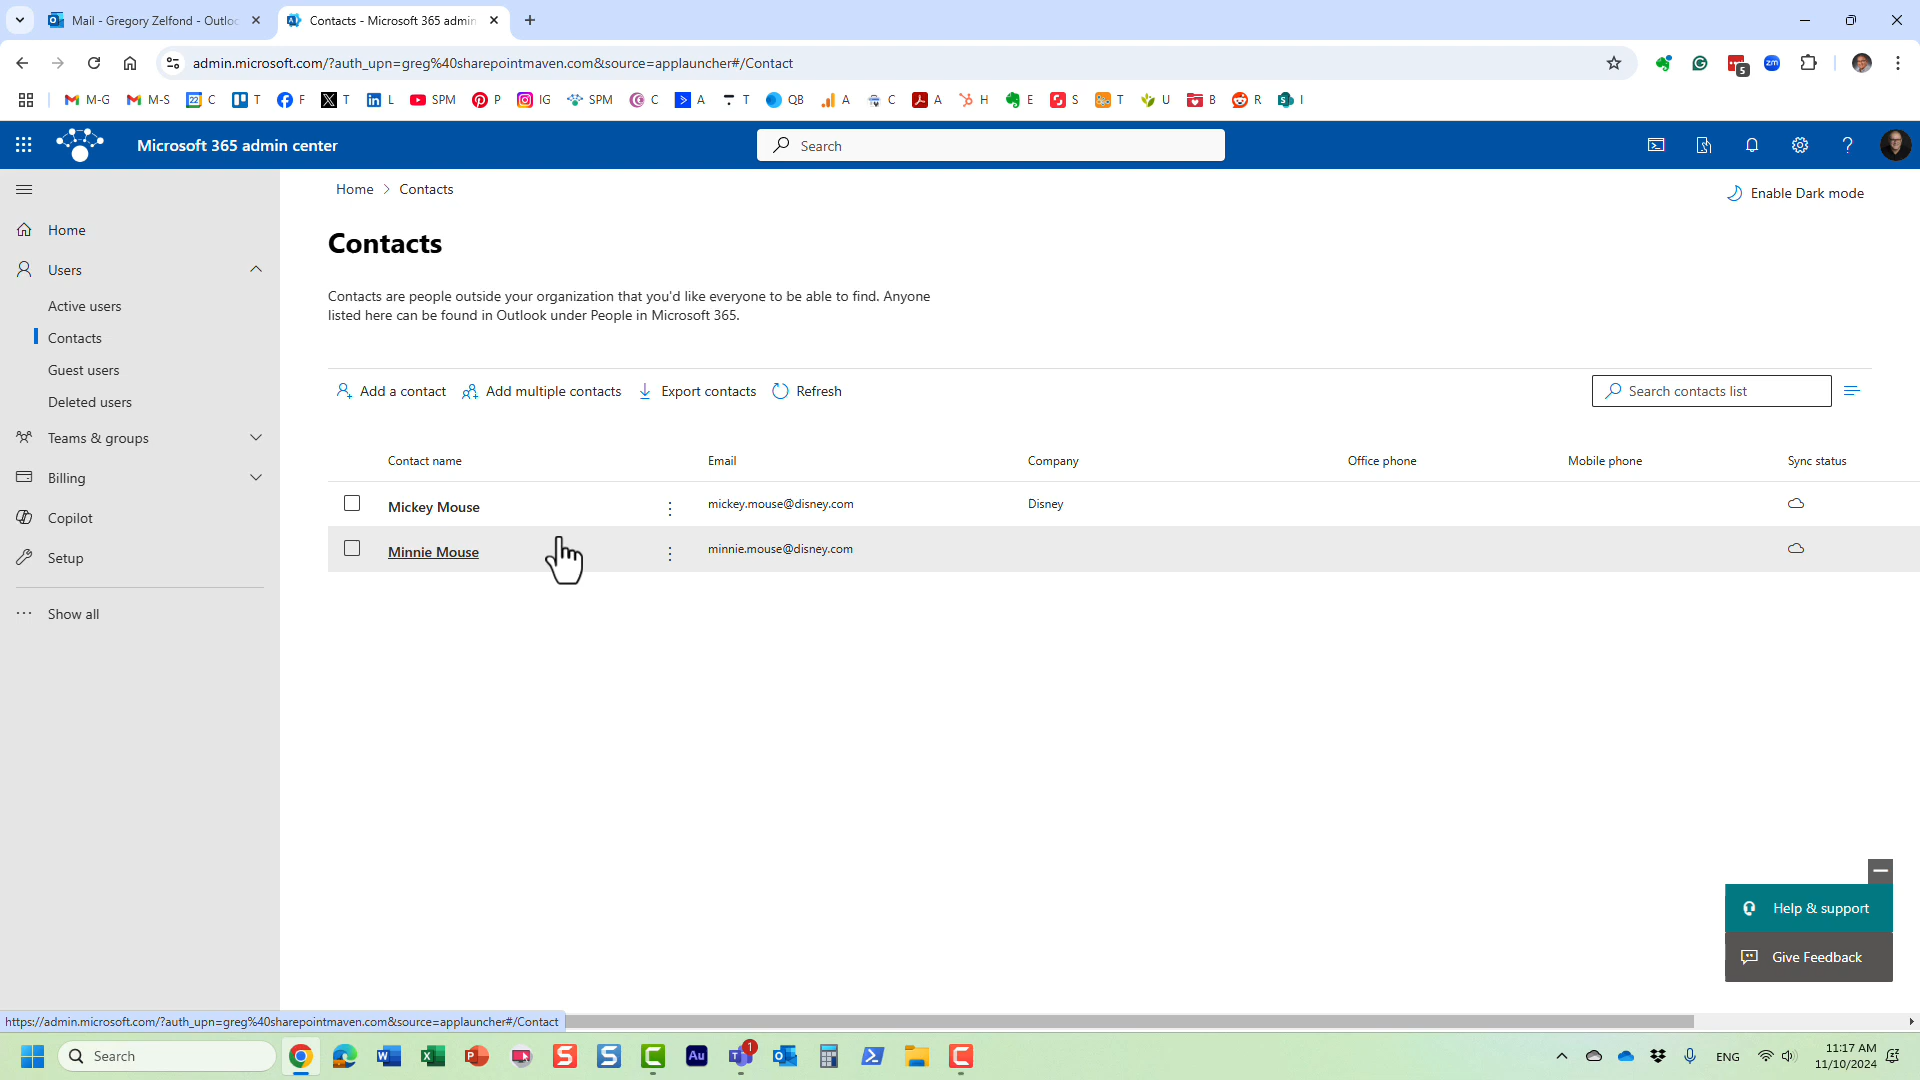 Mail - Gregory Zelfond - Outloo
Contacts - Microsoft 365 admin
admin.microsoft.com/?auth_upn=greg%40sharepointmaven.com&source=applauncher#/Contact
5
zm
M-G
M-S
22
C
T
F
T
L
SPM
P
IG
SPM
C
A
T
QB
A
C
A
H
E
S
T
U
B
R
I
Microsoft 365 admin center
Search
Home > Contacts
Enable Dark mode
Home
Users
Active users
Contacts
Guest users
Deleted users
Teams & groups
Billing
Copilot
Setup
Show all
Contacts
Contacts are people outside your organization that you'd like everyone to be able to find. Anyone
listed here can be found in Outlook under People in Microsoft 365.
Add a contact
Add multiple contacts
Export contacts
Refresh
Search contacts list
Contact name Email Company Office phone Mobile phone Sync status
Mickey Mouse mickey.mouse@disney.com Disney
Minnie Mouse minnie.mouse@disney.com
Help & support
Give Feedback
https://admin.microsoft.com/?auth_upn=greg%40sharepointmaven.com&source=applauncher#/Contact
Search
Au
1
ENG
11:17 AM
11/10/2024